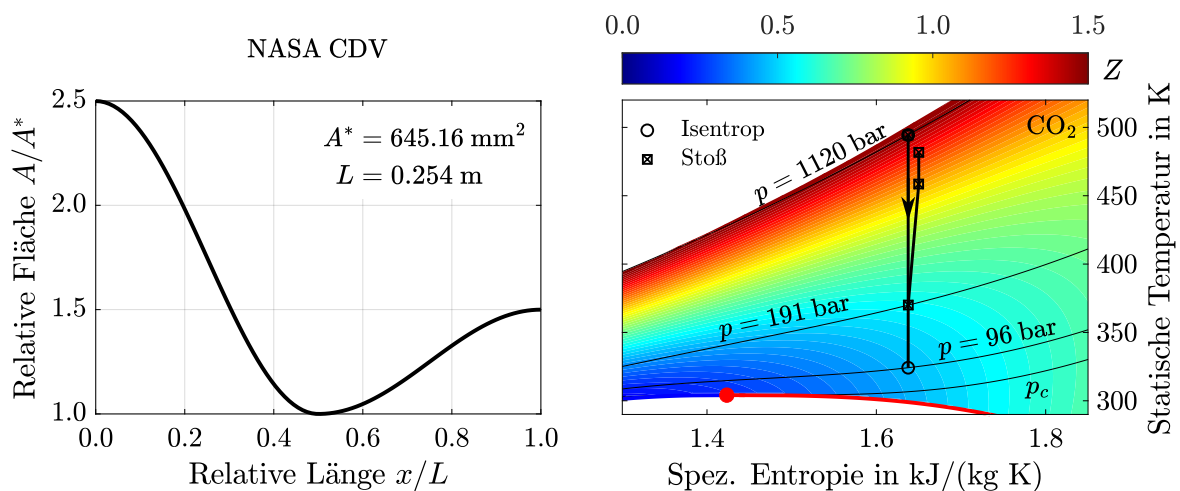 NASA CDV
Relative Fläche A/A*
2.5
2.0
1.5
1.0
A* = 645.16 mm²
L = 0.254 m
0.0 0.2 0.4 0.6 0.8 1.0
Relative Länge x/L
0.0 0.5 1.0 1.5
Z
Isentrop
Stoß
CO₂
p = 1120 bar
p = 191 bar
p = 96 bar
p_c
500
450
400
350
300
Statische Temperatur in K
1.4 1.6 1.8
Spez. Entropie in kJ/(kg K)